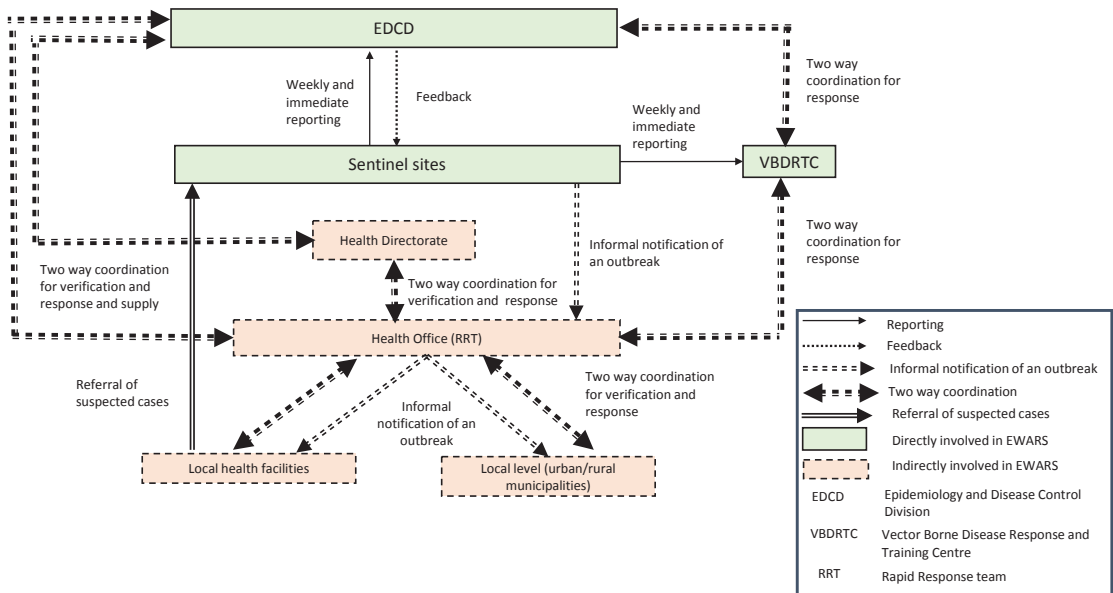 EDCD
Two way
coordination for
response
Weekly and
immediate
reporting
Feedback
Weekly and
immediate
reporting
Sentinel sites
VBDRTC
Health Directorate
Informal notification of
an outbreak
Two way
coordination for
response
Two way coordination
for verification and
response and supply
Two way coordination for
verification and response
Health Office (RRT)
Referral of
suspected cases
Informal
notification of an
outbreak
Two way
coordination for
verification and
response
Local health facilities
Local level (urban/rural
municipalities)
Reporting
Feedback
Informal notification of an outbreak
Two way coordination
Referral of suspected cases
Directly involved in EWARS
Indirectly involved in EWARS
EDCD Epidemiology and Disease Control
Division
VBDRTC Vector Borne Disease Response and
Training Centre
RRT Rapid Response team